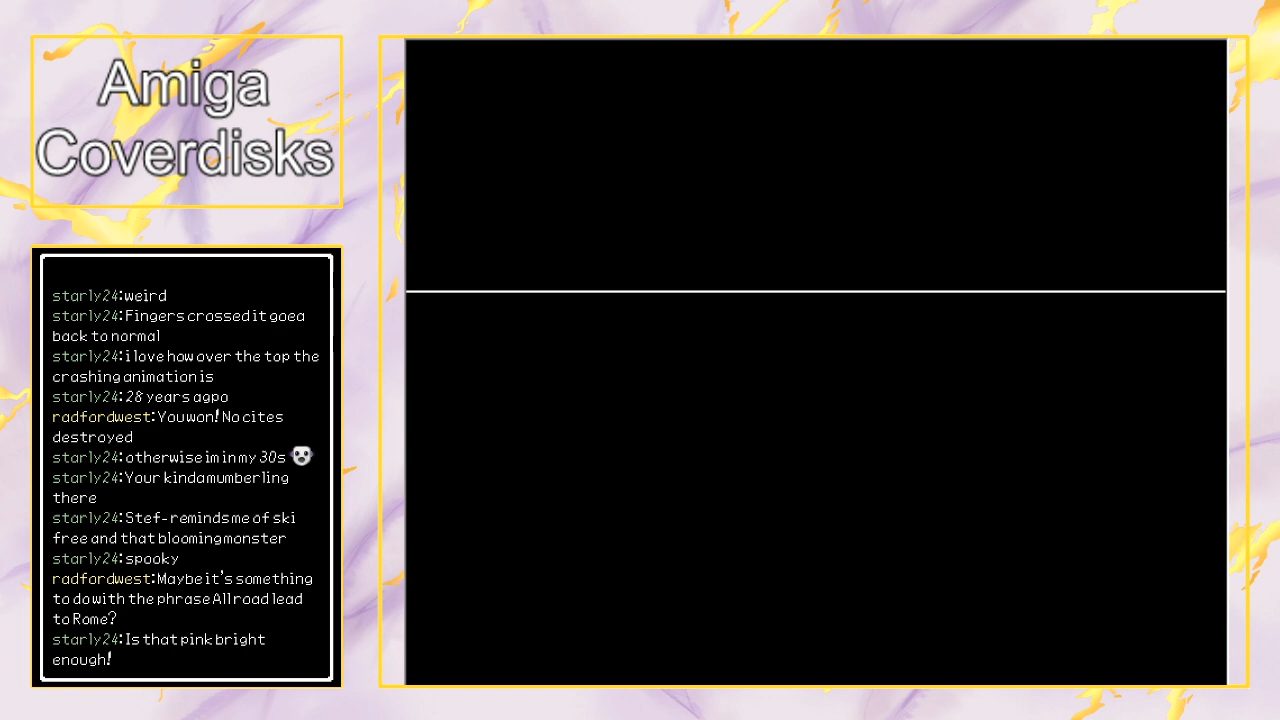 Amiga
Coverdisks
starly24:weird
starly24:Fingers crossed it goea
back to normal
starly24:i love how over the top the
crashing animation is
starly24:28 years agpo
radfordwest:You won! No cites
destroyed
starly24:otherwise im in my 30s
starly24:Your kinda mumberling
there
starly24:Stef- reminds me of ski
free and that blooming monster
starly24:spooky
radfordwest:Maybe it's something
to do with the phrase All road lead
to Rome?
starly24:Is that pink bright
enough!